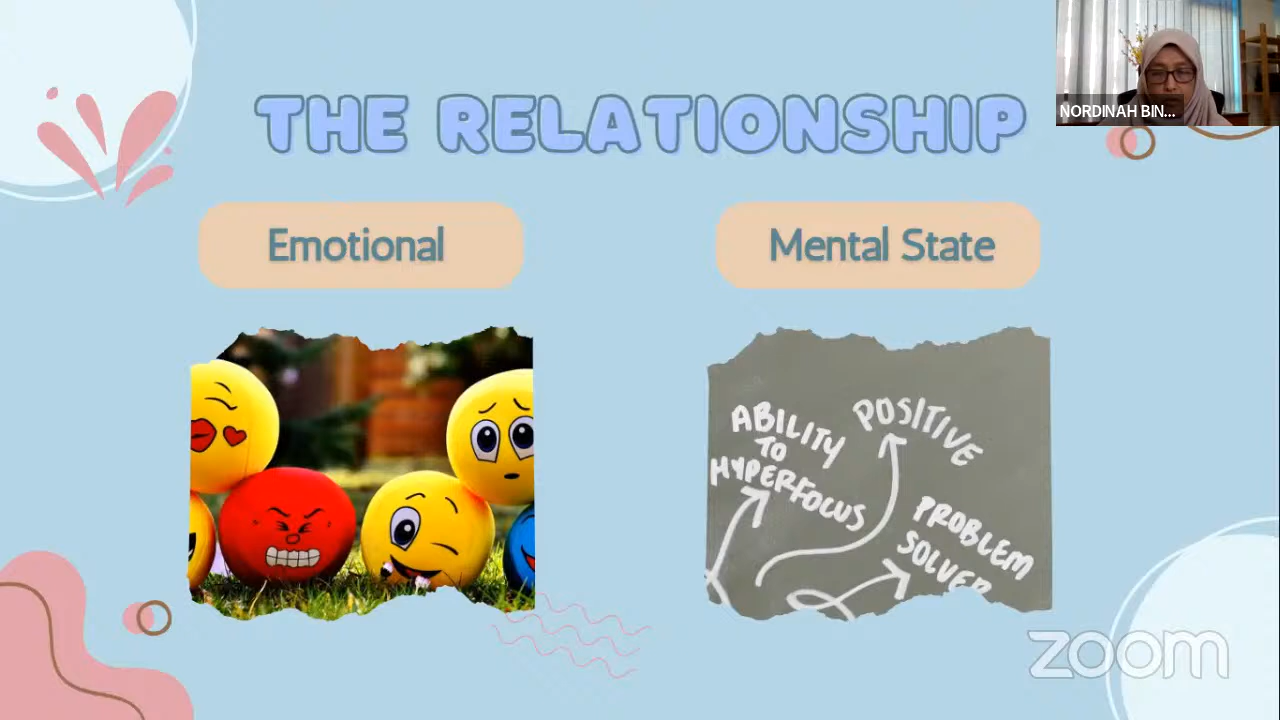 THE RELATIONSHIP
NORDINAH BIN...
Emotional
Mental State
ABILITY
TO
HYPERFOCUS
POSITIVE
PROBLEM
SOLVER
zoom